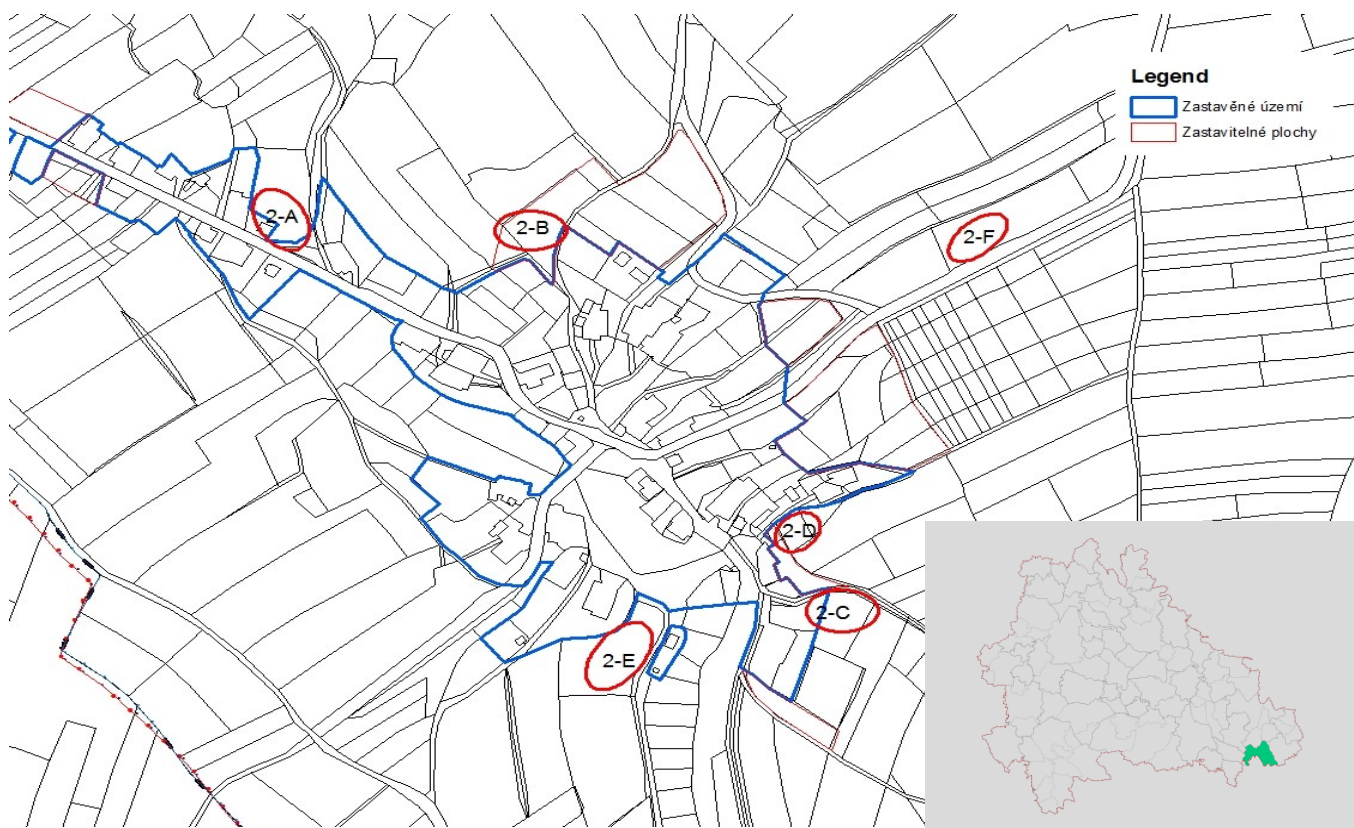 Legend
Zastavěné území
Zastavitelné plochy
2-A
2-B
2-F
2-D
2-C
2-E